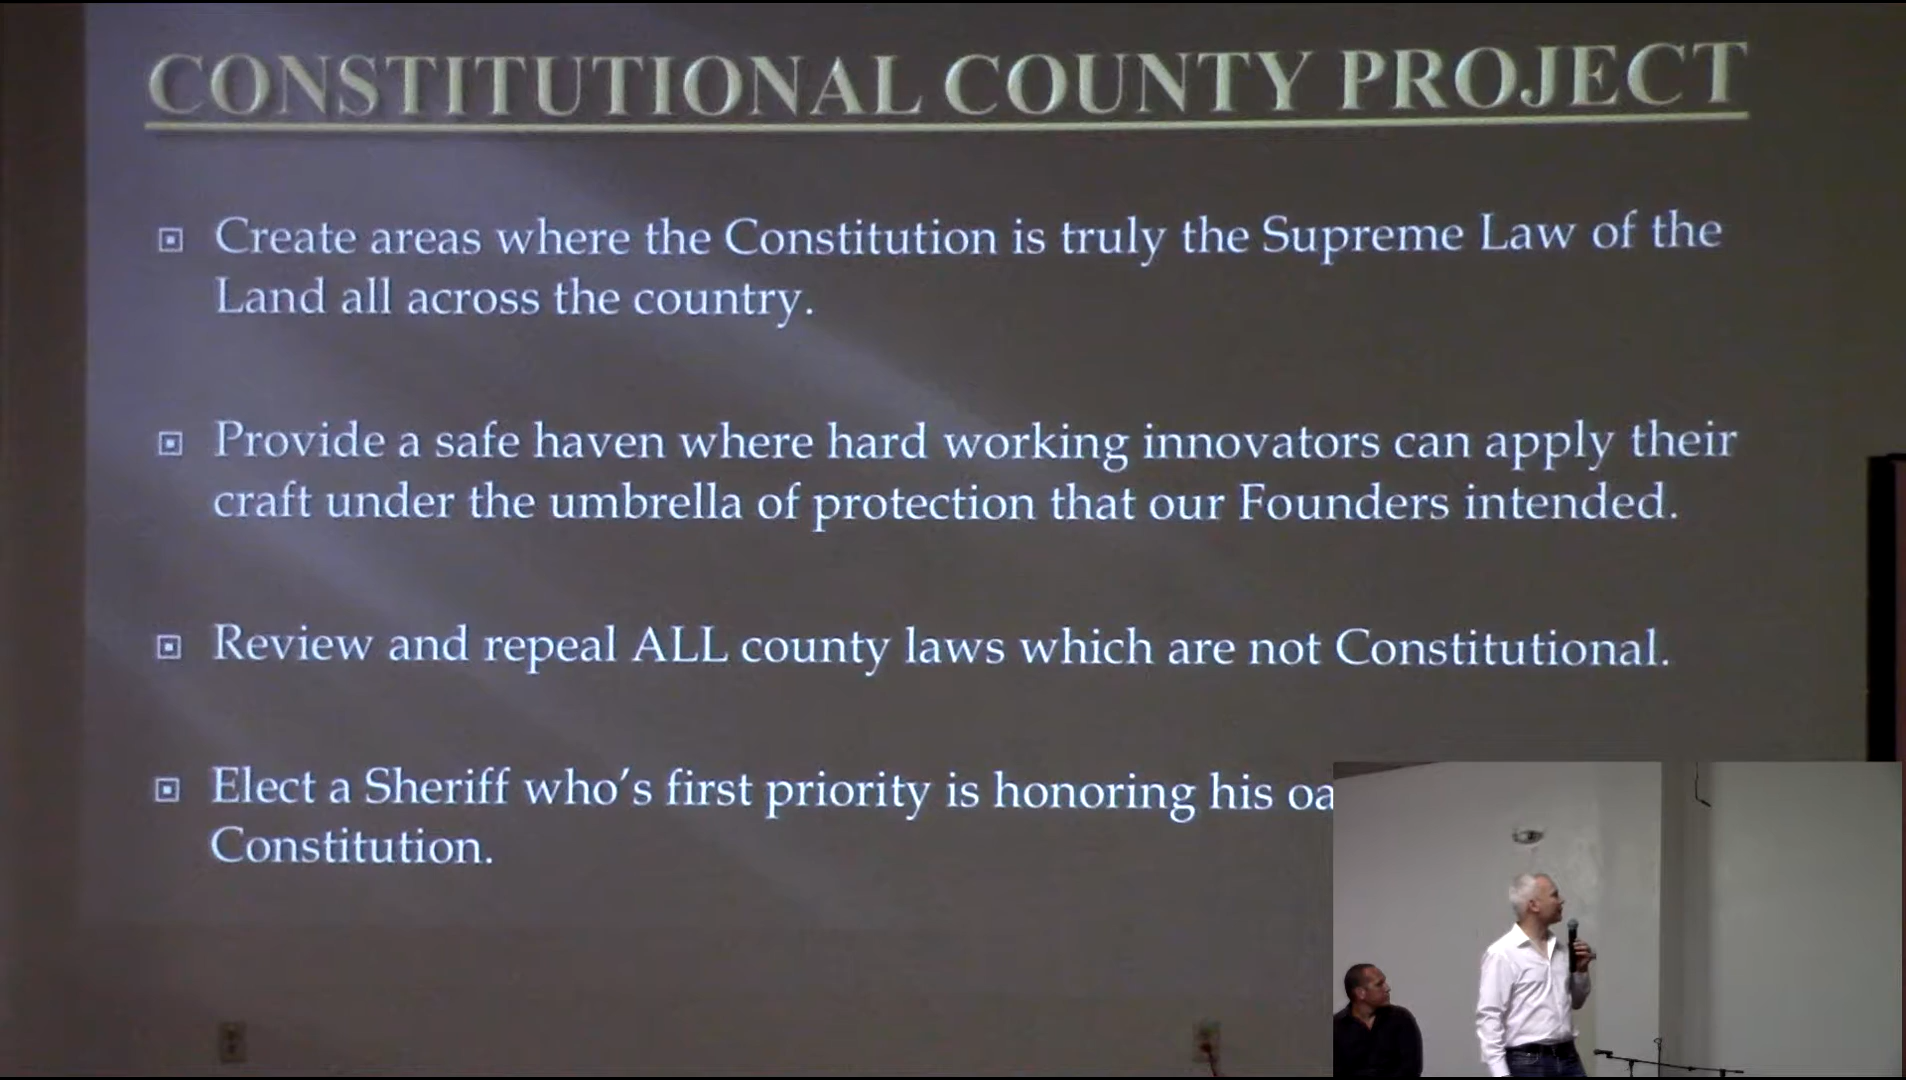 CONSTITUTIONAL COUNTY PROJECT
Create areas where the Constitution is truly the Supreme Law of the
Land all across the country.
Provide a safe haven where hard working innovators can apply their
craft under the umbrella of protection that our Founders intended.
Review and repeal ALL county laws which are not Constitutional.
Elect a Sheriff who's first priority is honoring his
Constitution.